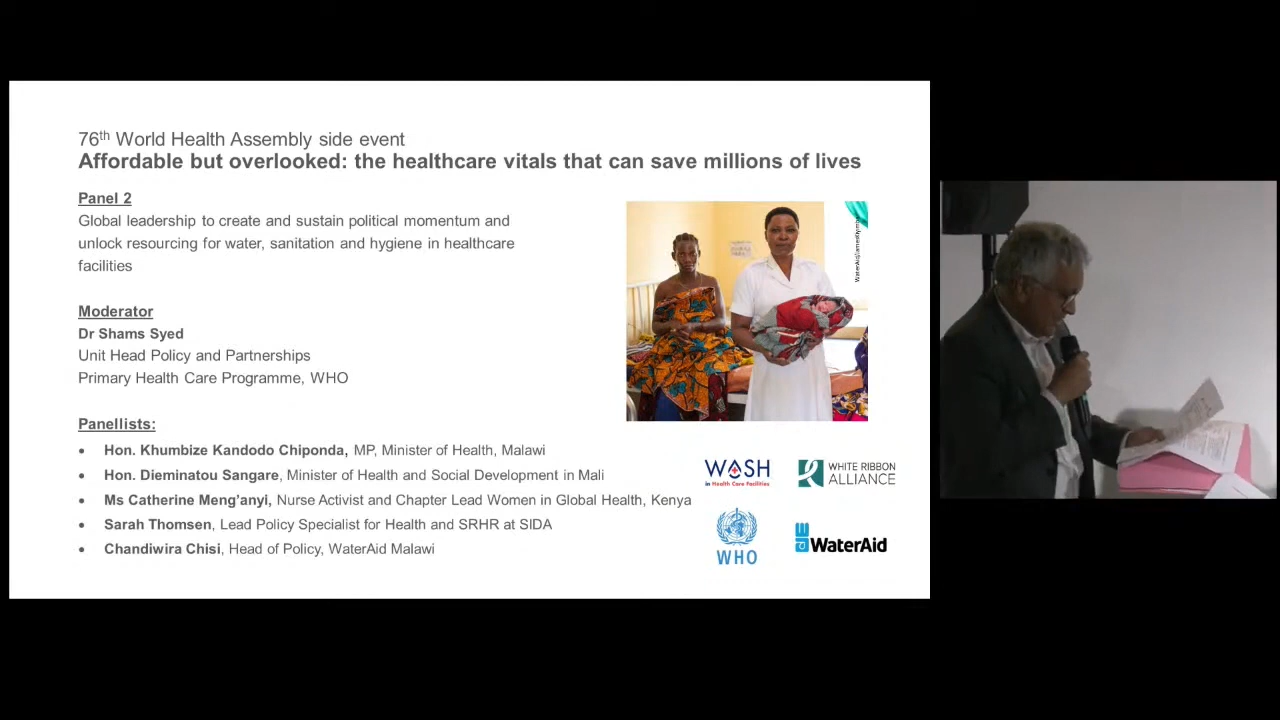 76th World Health Assembly side event
Affordable but overlooked: the healthcare vitals that can save millions of lives
Panel 2
Global leadership to create and sustain political momentum and
unlock resourcing for water, sanitation and hygiene in healthcare
facilities
Moderator
Dr Shams Syed
Unit Head Policy and Partnerships
Primary Health Care Programme, WHO
Panellists:
• Hon. Khumbize Kandodo Chiponda, MP, Minister of Health, Malawi
• Hon. Dieminatou Sangare, Minister of Health and Social Development in Mali
• Ms Catherine Meng’anyi, Nurse Activist and Chapter Lead Women in Global Health, Kenya
• Sarah Thomsen, Lead Policy Specialist for Health and SRHR at SIDA
• Chandiwira Chisi, Head of Policy, WaterAid Malawi
WASH
in Health Care Facilities
WHITE RIBBON
ALLIANCE
WHO
WaterAid